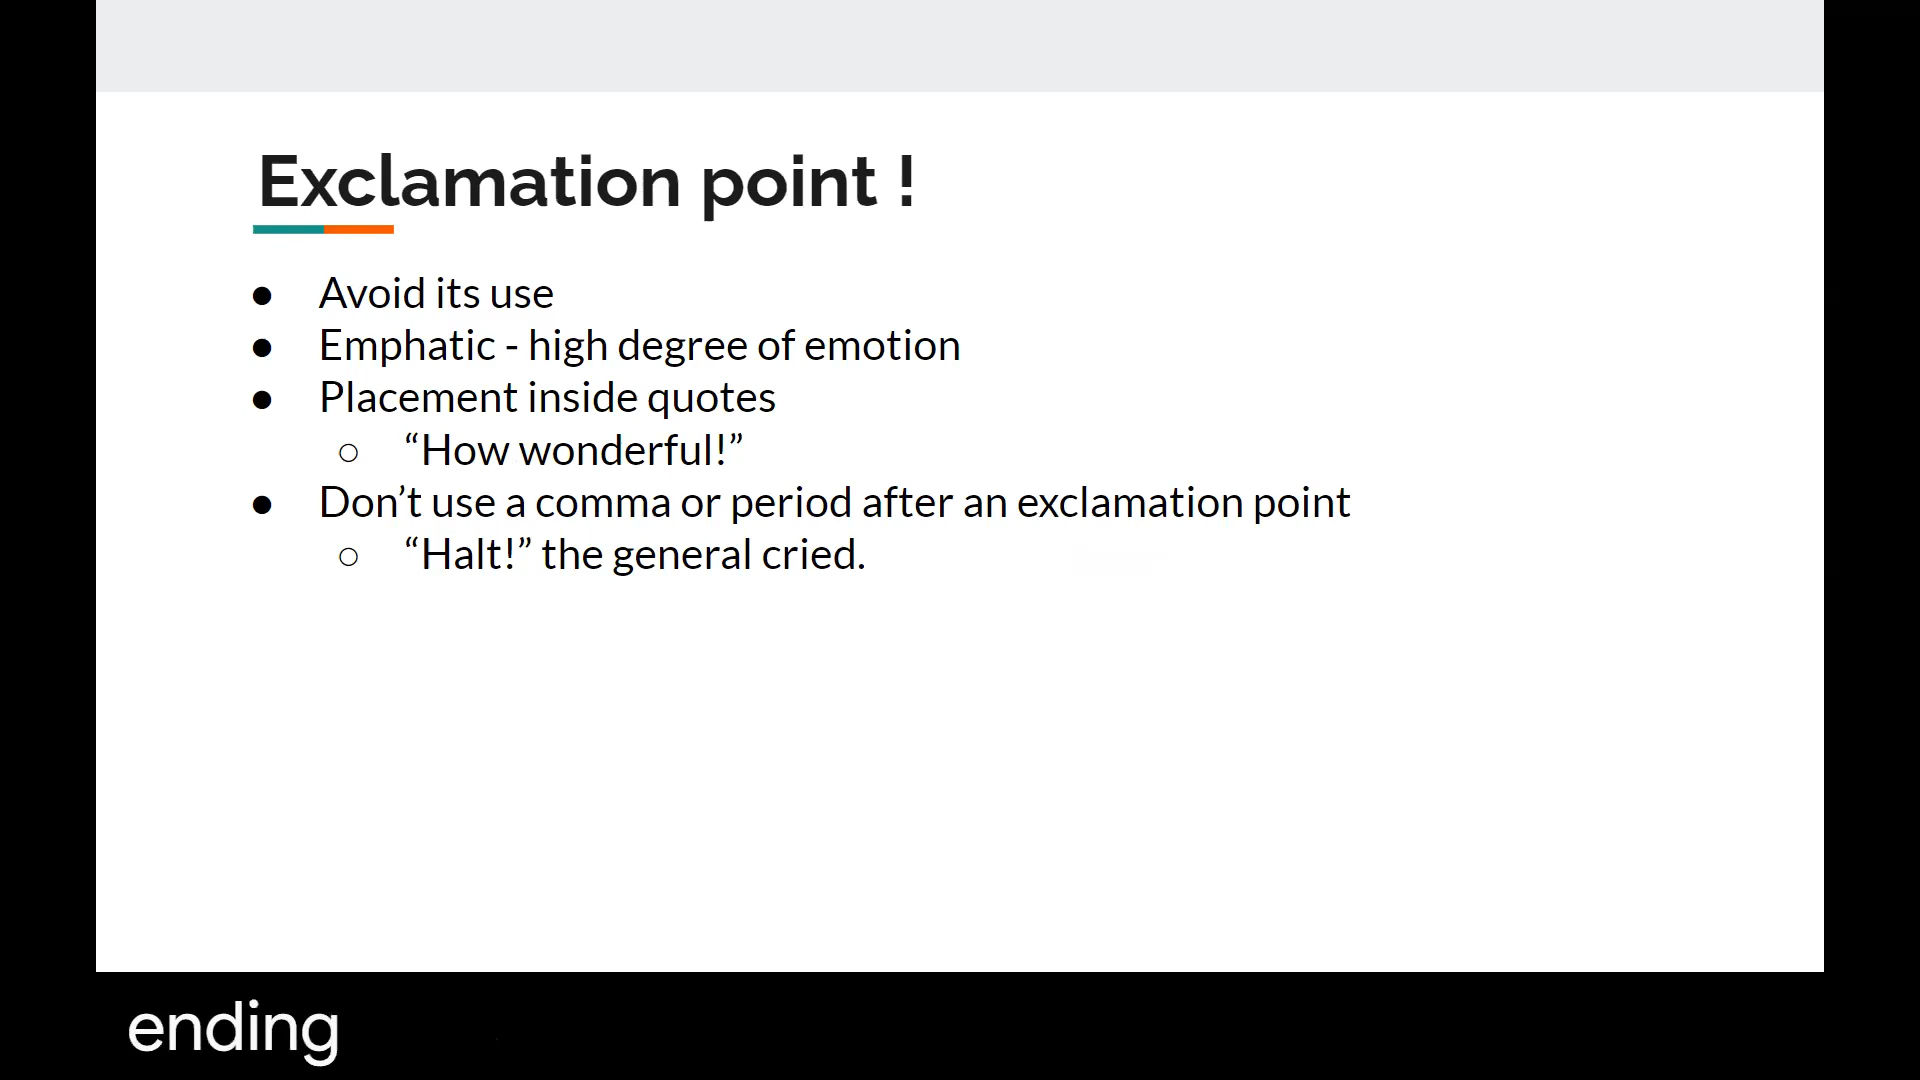 Exclamation point !
● Avoid its use
● Emphatic - high degree of emotion
● Placement inside quotes
○ “How wonderful!”
● Don’t use a comma or period after an exclamation point
○ “Halt!” the general cried.
ending